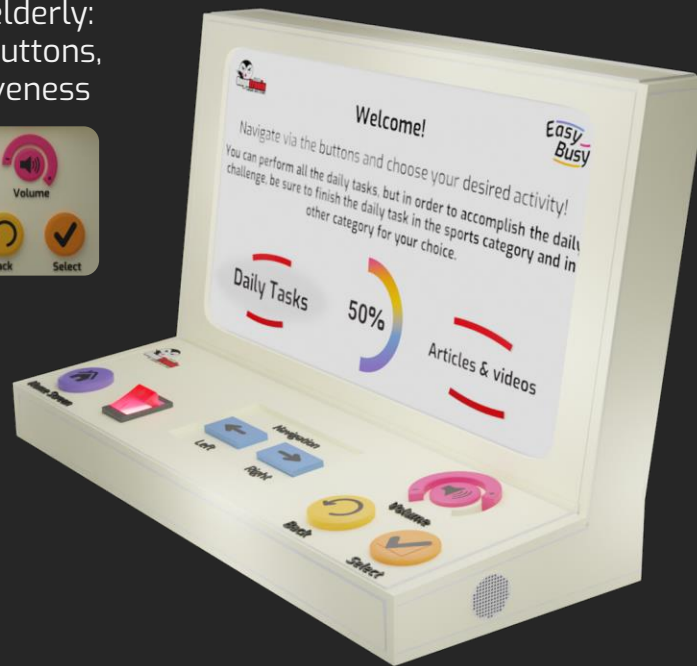 elderly:
uttons,
veness
Volume
ck
Select
Welcome!
Easy
Busy
Navigate via the buttons and choose your desired activity!
You can perform all the daily tasks, but in order to accomplish the daily
challenge, be sure to finish the daily task in the sports category and in
other category for your choice.
Daily Tasks
50%
Articles & videos
Home Screen
Navigation
Left
Right
Volume
Back
Select